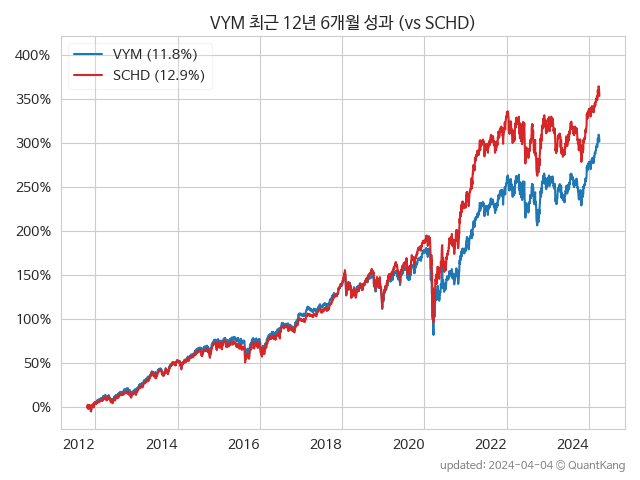 VYM 최근 12년 6개월 성과 (vs SCHD)
VYM (11.8%)
SCHD (12.9%)
400%
350%
300%
250%
200%
150%
100%
50%
0%
2012 2014 2016 2018 2020 2022 2024
updated: 2024-04-04 © QuantKang